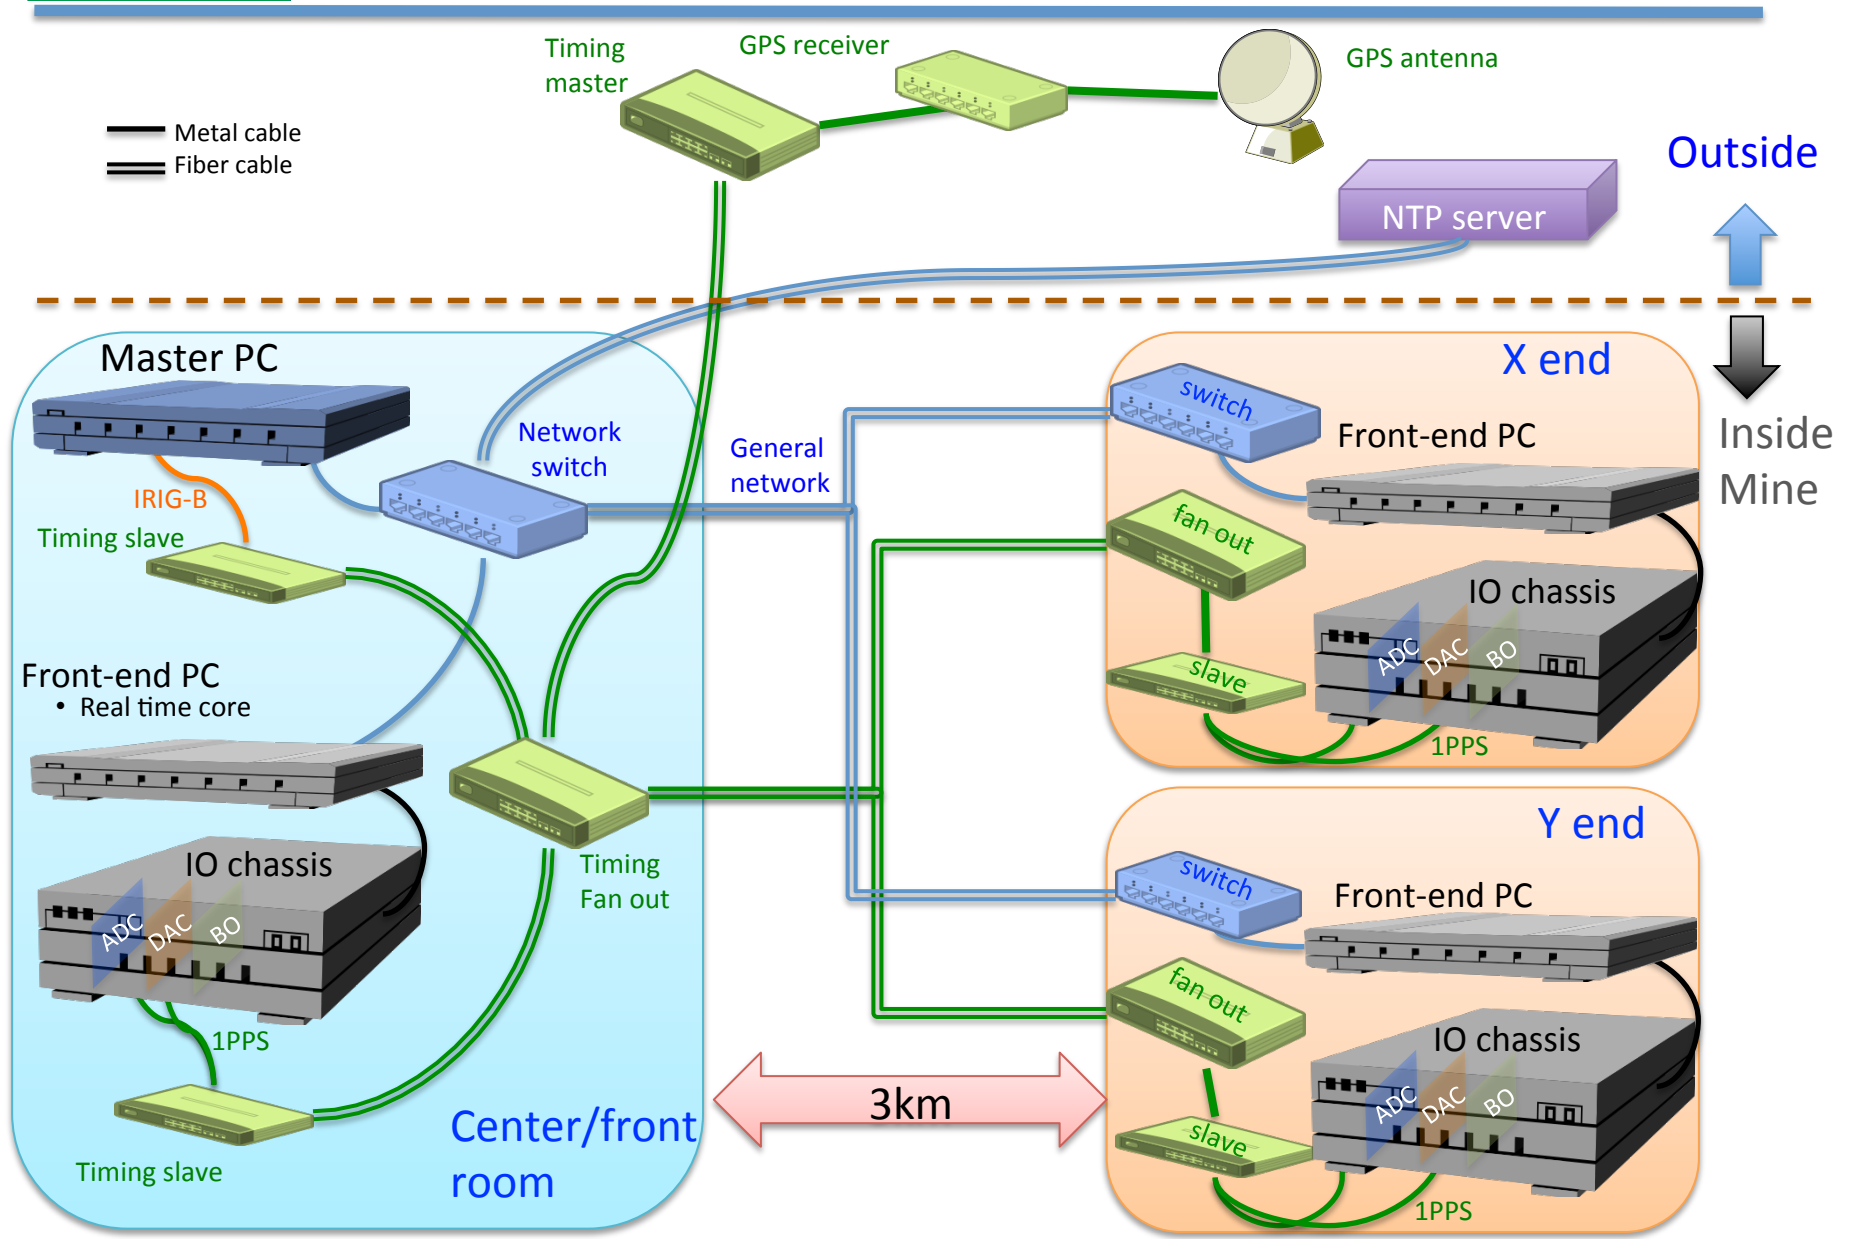 Timing
master
GPS receiver
GPS antenna
Metal cable
Fiber cable
Outside
NTP server
Master PC
X end
switch
Network
switch
General
network
Front-end PC
Inside
Mine
IRIG-B
Timing slave
fan out
IO chassis
ADC
DAC
BO
slave
1PPS
Front-end PC
• Real time core
Y end
switch
IO chassis
ADC
DAC
BO
Timing
Fan out
Front-end PC
fan out
1PPS
IO chassis
ADC
DAC
BO
3km
Center/front
room
slave
Timing slave
1PPS